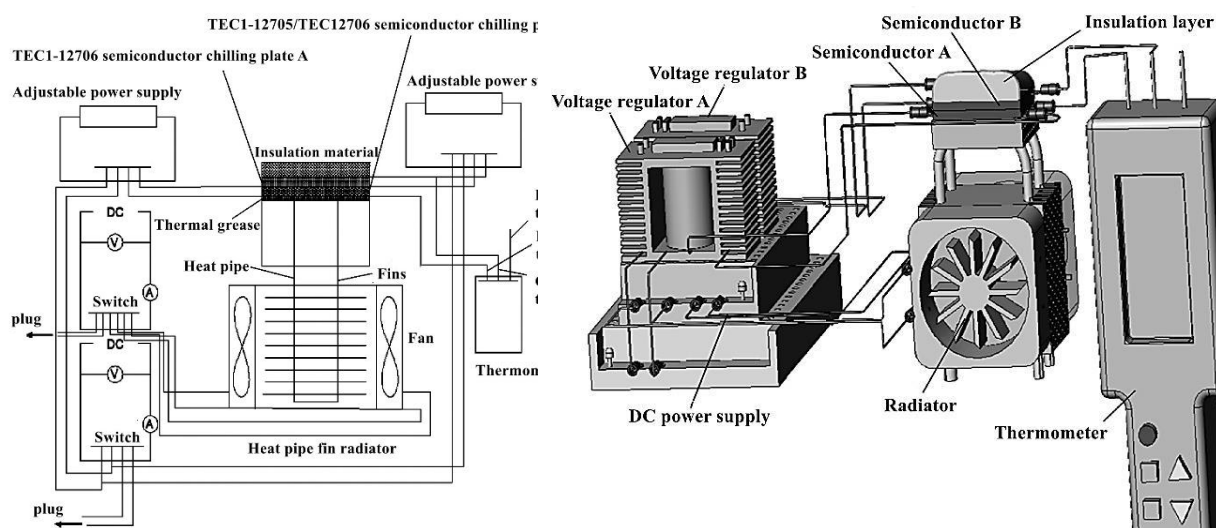 TEC1-12705/TEC12706 semiconductor chilling p
TEC1-12706 semiconductor chilling plate A
Adjustable power supply
Adjustable power s
Insulation material
DC
V
Thermal grease
Heat pipe
Fins
A
Switch
plug
DC
Fan
V
Thermon
A
Switch
Heat pipe fin radiator
plug
Semiconductor B
Insulation layer
Semiconductor A
Voltage regulator B
Voltage regulator A
DC power supply
Radiator
Thermometer